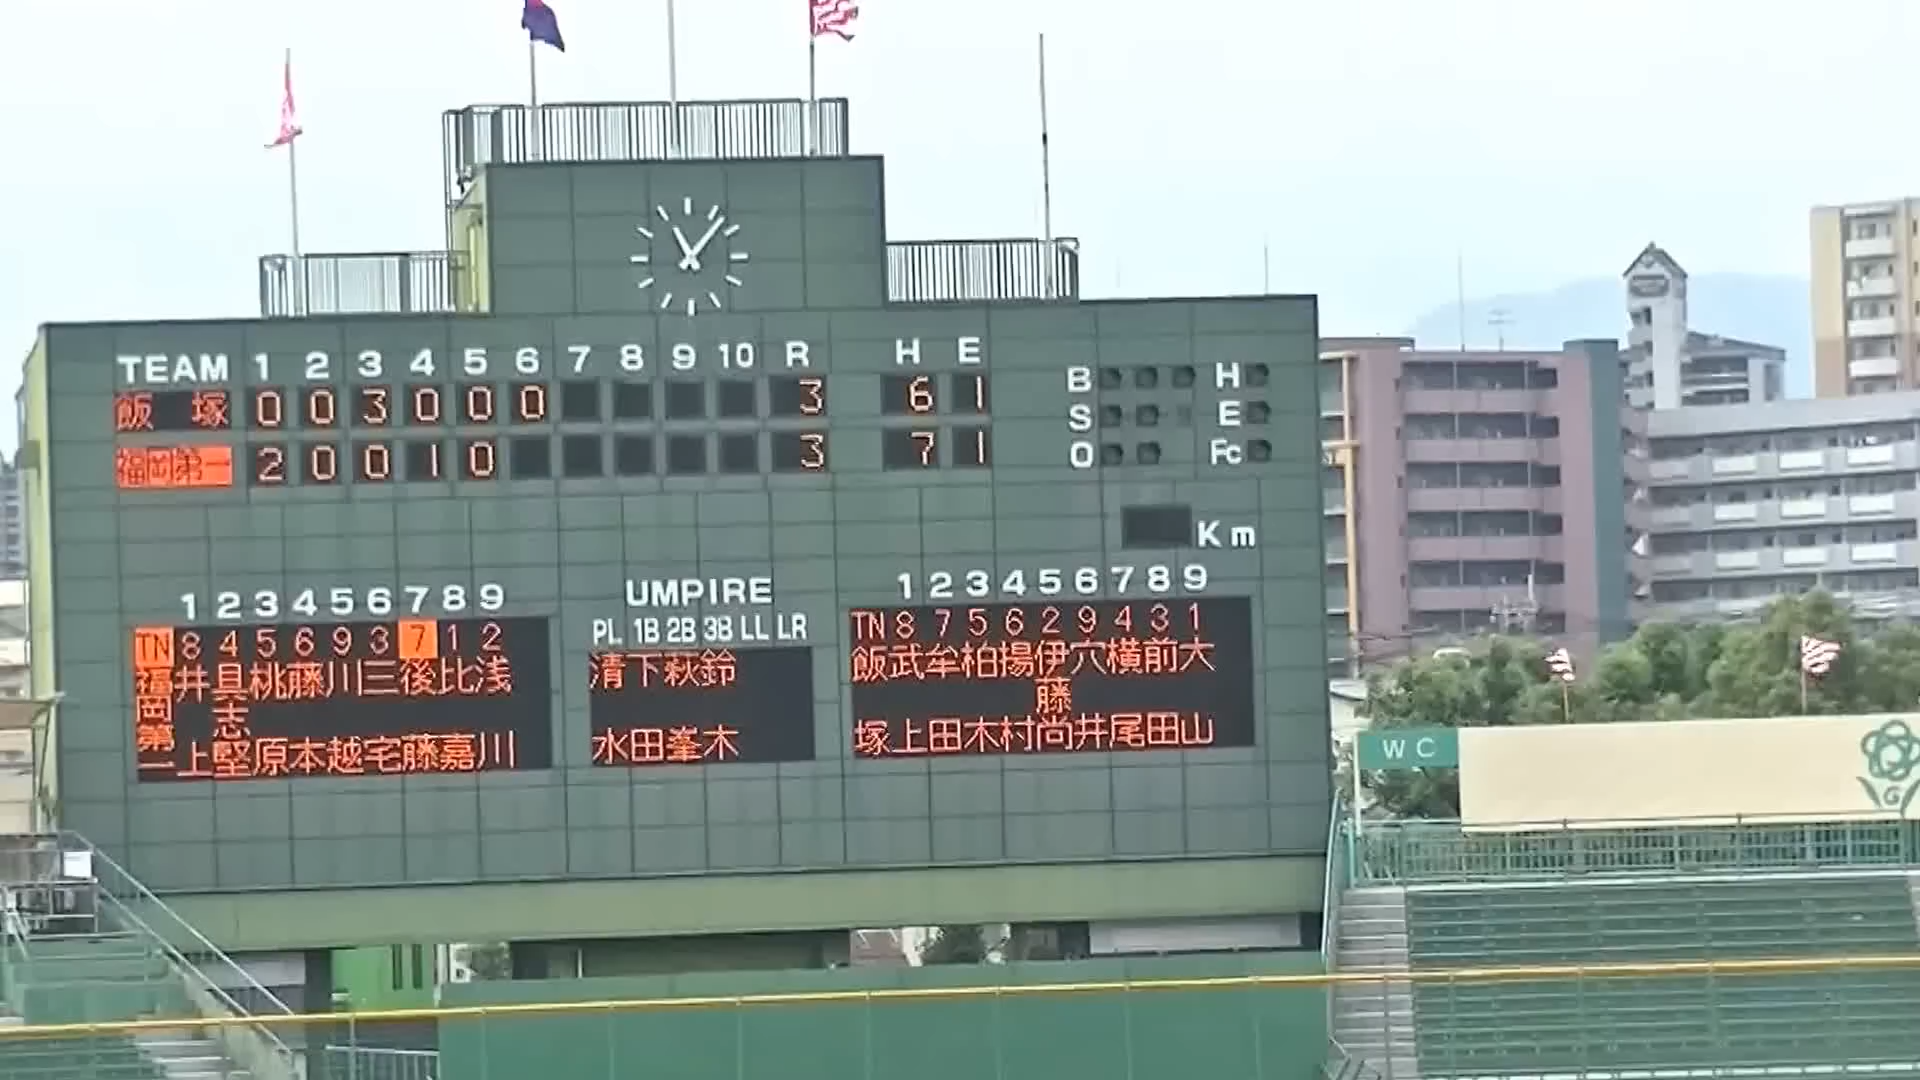 TEAM 1 2 3 4 5 6 7 8 9 10 R H E
飯塚 0 0 3 0 0 0 3 6 1
福岡第一 2 0 0 1 0 3 7 1
B H
S E
O Fc
Km
1 2 3 4 5 6 7 8 9
TN 8 4 5 6 9 3 7 1 2
福岡第一
井上
具志堅
桃原
藤本
川越
三宅
後藤
比嘉
浅川
UMPIRE
PL 1B 2B 3B LL LR
清水
下田
萩峯
鈴木
1 2 3 4 5 6 7 8 9
TN 8 7 5 6 2 9 4 3 1
飯塚
武上
牟田
柏木
揚村
伊藤尚
穴井
横尾
前田
大山
WC
G